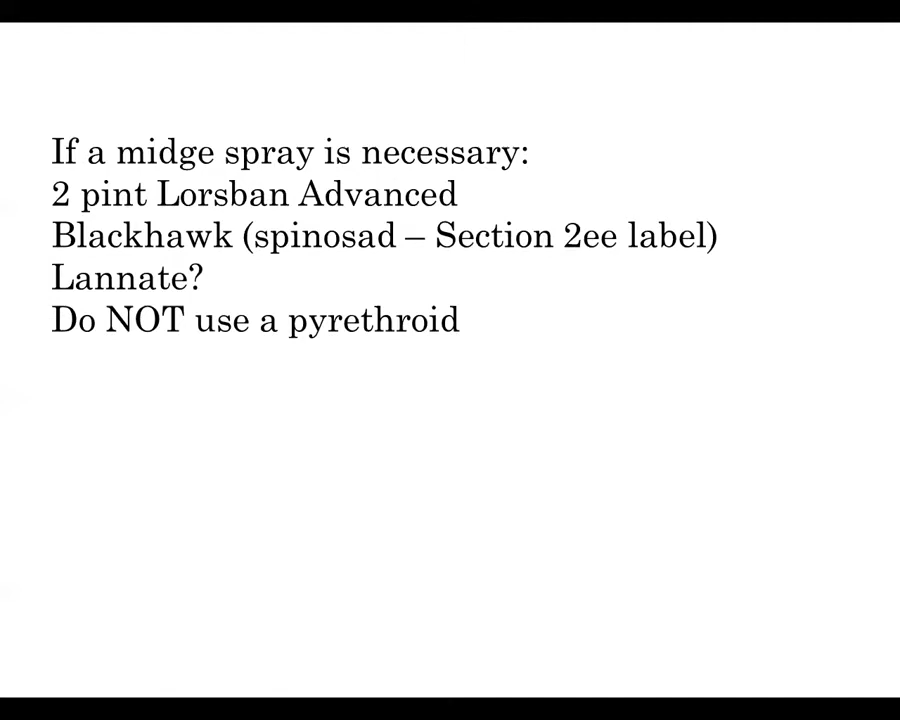 If a midge spray is necessary:
2 pint Lorsban Advanced
Blackhawk (spinosad – Section 2ee label)
Lannate?
Do NOT use a pyrethroid